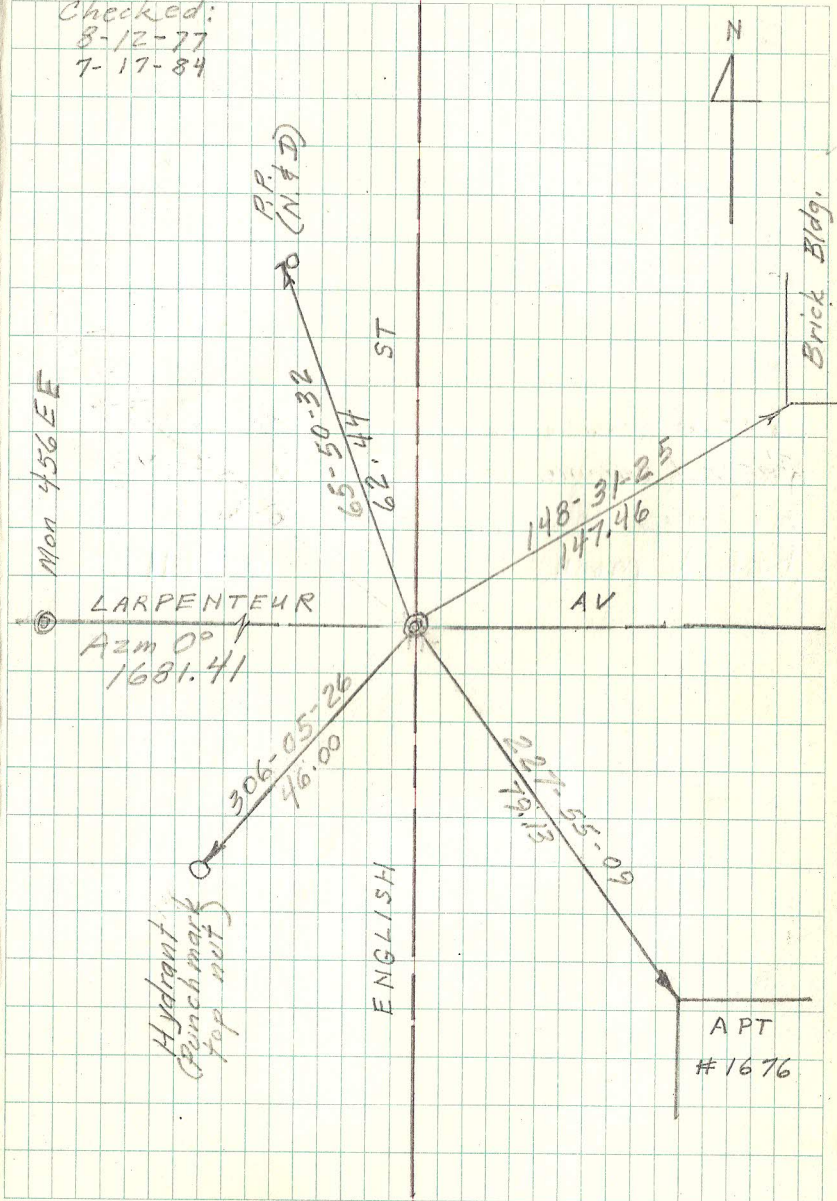 Checked:
8-12-77
7-17-84
N
P.P.
(N.&D)
Brick Bldg.
ST
Mon 456EE
65-50-32
62.44
148-31-25
147.46
LARPENTEUR
AV
Azm 0°
1681.41
306-05-26
46.00
227-55-09
79.13
Hydrant
(Punchmark
top nut)
ENGLISH
APT
#1676